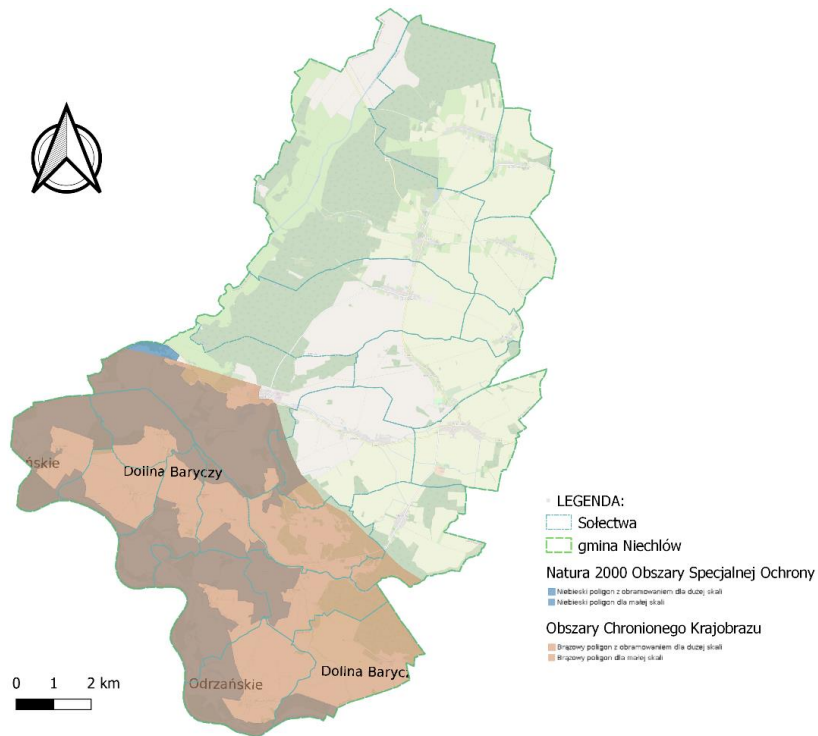 ńskie
Dolina Baryczy
Odrzańskie
Dolina Barycz
0 1 2 km
LEGENDA:
Sołectwa
gmina Niechlów
Natura 2000 Obszary Specjalnej Ochrony
Niebieski poligon z obramowaniem dla dużej skali
Niebieski poligon dla małej skali
Obszary Chronionego Krajobrazu
Brązowy poligon z obramowaniem dla dużej skali
Brązowy poligon dla małej skali